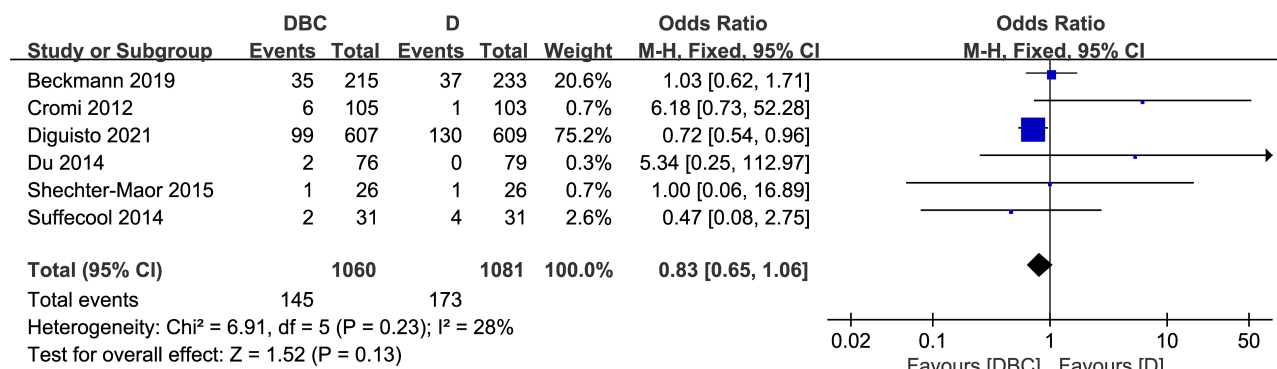 DBC D Odds Ratio Odds Ratio
Study or Subgroup Events Total Events Total Weight M-H, Fixed, 95% CI M-H, Fixed, 95% CI
Beckmann 2019 35 215 37 233 20.6% 1.03 [0.62, 1.71]
Cromi 2012 6 105 1 103 0.7% 6.18 [0.73, 52.28]
Diguisto 2021 99 607 130 609 75.2% 0.72 [0.54, 0.96]
Du 2014 2 76 0 79 0.3% 5.34 [0.25, 112.97]
Shechter-Maor 2015 1 26 1 26 0.7% 1.00 [0.06, 16.89]
Suffecool 2014 2 31 4 31 2.6% 0.47 [0.08, 2.75]
Total (95% CI) 1060 1081 100.0% 0.83 [0.65, 1.06]
Total events 145 173
Heterogeneity: Chi² = 6.91, df = 5 (P = 0.23); I² = 28%
Test for overall effect: Z = 1.52 (P = 0.13)
0.02 0.1 1 10 50
Favours [DBC] Favours [D]